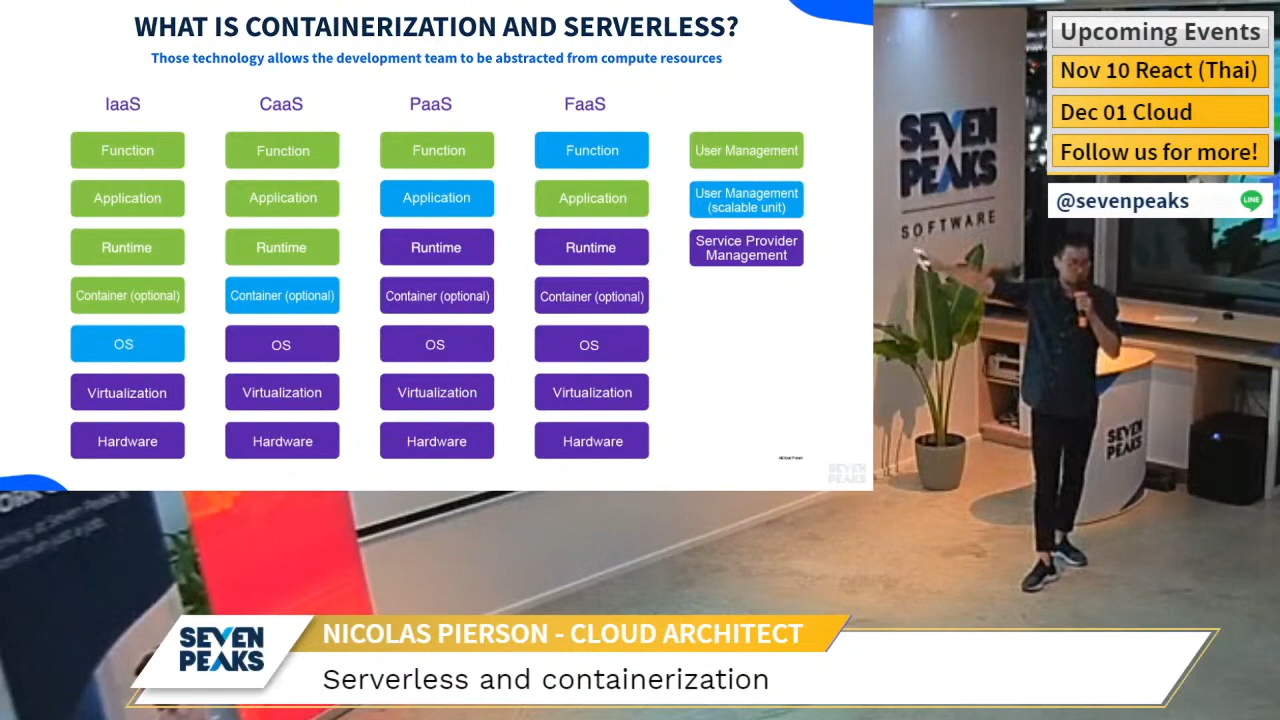 WHAT IS CONTAINERIZATION AND SERVERLESS?
Those technology allows the development team to be abstracted from compute resources
IaaS CaaS PaaS FaaS
Function Function Function Function User Management
Application Application Application Application User Management
(scalable unit)
Runtime Runtime Runtime Runtime Service Provider
Management
Container (optional) Container (optional) Container (optional) Container (optional)
OS OS OS OS
Virtualization Virtualization Virtualization Virtualization
Hardware Hardware Hardware Hardware
SEVEN
PEAKS
Upcoming Events
Nov 10 React (Thai)
Dec 01 Cloud
Follow us for more!
@sevenpeaks
LINE
SEVEN
PEAKS
SOFTWARE
SEVEN
PEAKS
SEVEN
PEAKS
NICOLAS PIERSON - CLOUD ARCHITECT
Serverless and containerization